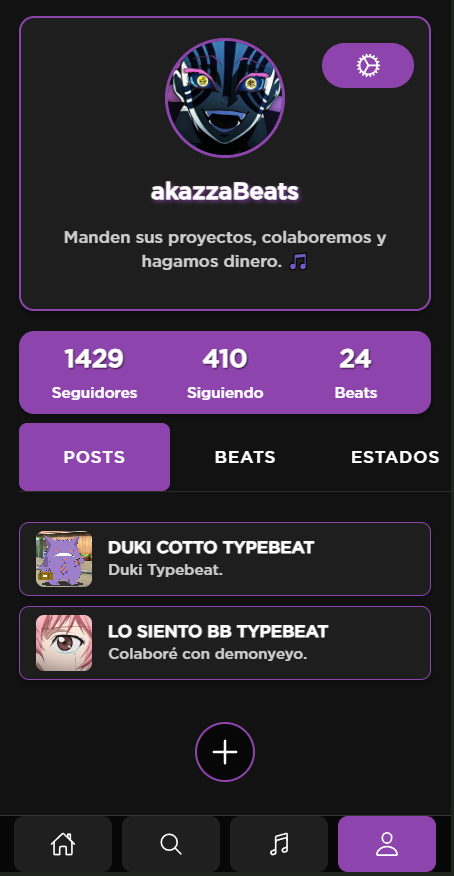 akazzaBeats
Manden sus proyectos, colaboremos y
hagamos dinero. 🎵
1429 410 24
Seguidores Siguiendo Beats
POSTS BEATS ESTADOS
DUKI COTTO TYPEBEAT
Duki Typebeat.
LO SIENTO BB TYPEBEAT
Colaboré con demonyeyo.